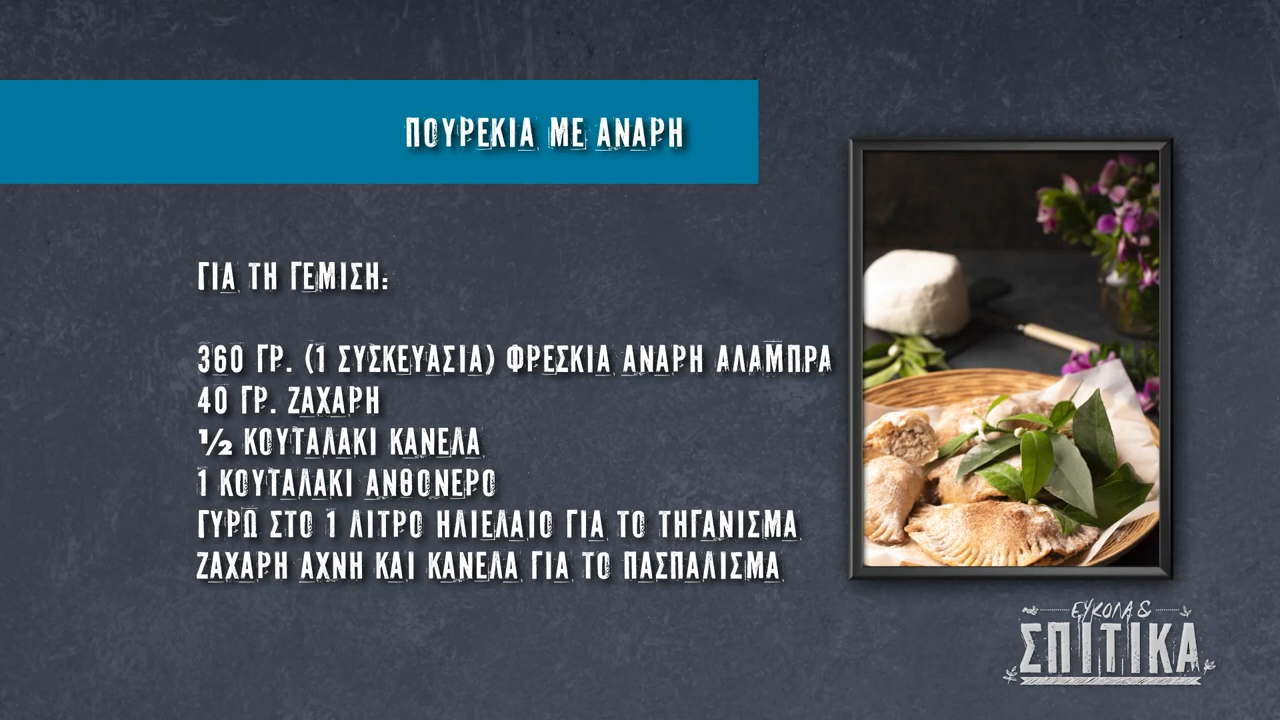 ΠΟΥΡΕΚΙΑ ΜΕ ΑΝΑΡΗ
ΓΙΑ ΤΗ ΓΕΜΙΣΗ:
360 ΓΡ. (1 ΣΥΣΚΕΥΑΣΙΑ) ΦΡΕΣΚΙΑ ΑΝΑΡΗ ΑΛΑΜΠΡΑ
40 ΓΡ. ΖΑΧΑΡΗ
½ ΚΟΥΤΑΛΑΚΙ ΚΑΝΕΛΑ
1 ΚΟΥΤΑΛΑΚΙ ΑΝΘΟΝΕΡΟ
ΓΥΡΩ ΣΤΟ 1 ΛΙΤΡΟ ΗΛΙΕΛΑΙΟ ΓΙΑ ΤΟ ΤΗΓΑΝΙΣΜΑ
ΖΑΧΑΡΗ ΑΧΝΗ ΚΑΙ ΚΑΝΕΛΑ ΓΙΑ ΤΟ ΠΑΣΠΑΛΙΣΜΑ
ΕΥΚΟΛΑ &
ΣΠΙΤΙΚΑ